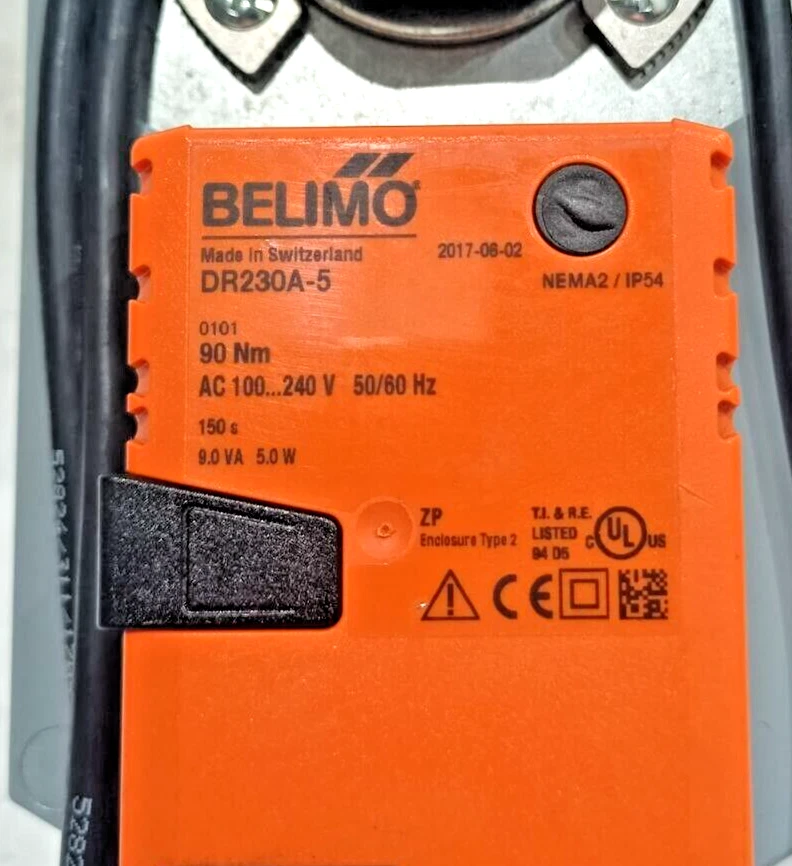 BELIMO
Made in Switzerland
2017-06-02
DR230A-5
NEMA2 / IP54
0101
90 Nm
AC 100...240 V 50/60 Hz
150 s
9.0 VA 5.0 W
ZP
Enclosure Type 2
T.I. & R.E.
LISTED
94 D5
C UL US
CE